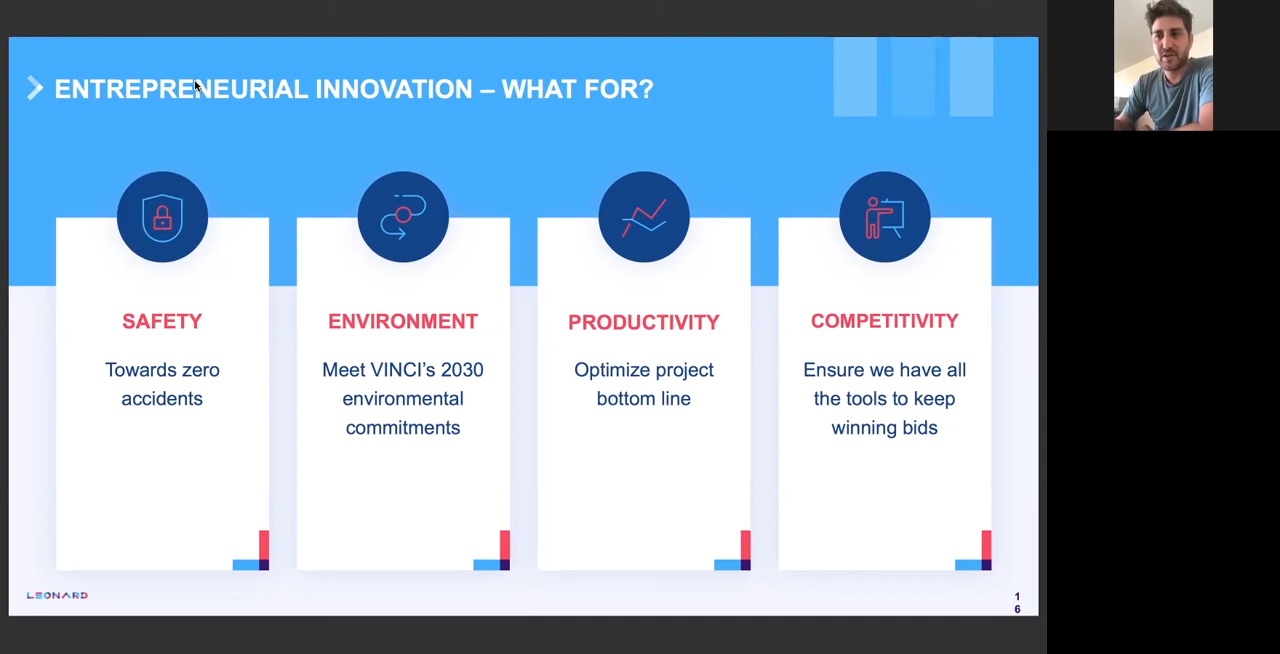 ENTREPRENEURIAL INNOVATION – WHAT FOR?
SAFETY
Towards zero
accidents
ENVIRONMENT
Meet VINCI’s 2030
environmental
commitments
PRODUCTIVITY
Optimize project
bottom line
COMPETITIVITY
Ensure we have all
the tools to keep
winning bids
LEONARD
1
6